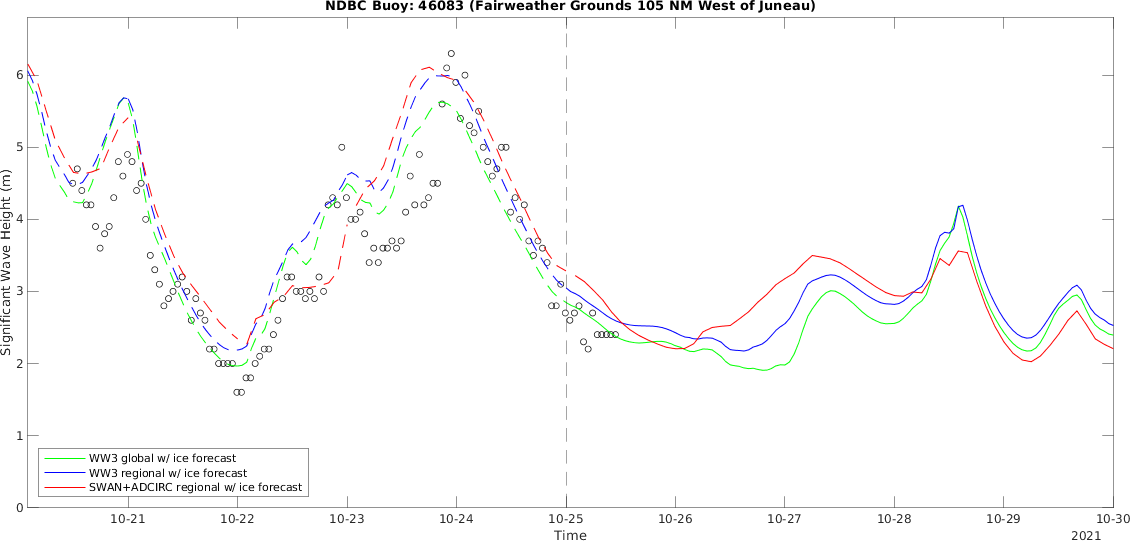 NDBC Buoy: 46083 (Fairweather Grounds 105 NM West of Juneau)
Significant Wave Height (m)
6
5
4
3
2
1
0
WW3 global w/ ice forecast
WW3 regional w/ ice forecast
SWAN+ADCIRC regional w/ ice forecast
10-21 10-22 10-23 10-24 10-25 10-26 10-27 10-28 10-29 10-30
Time
2021